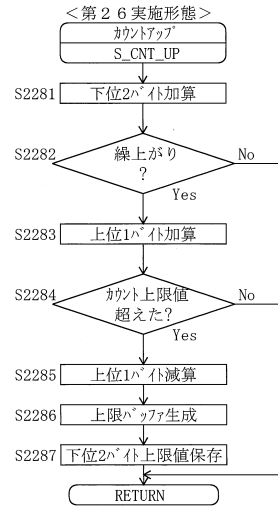 ＜第２６実施形態＞
ｶｳﾝﾄｱｯﾌﾟ
S_CNT_UP
S2281
下位2ﾊﾞｲﾄ加算
S2282
繰上がり
?
No
Yes
S2283
上位1ﾊﾞｲﾄ加算
S2284
ｶｳﾝﾄ上限値
超えた?
No
Yes
S2285
上位1ﾊﾞｲﾄ減算
S2286
上限ﾊﾞｯﾌｧ生成
S2287
下位2ﾊﾞｲﾄ上限値保存
RETURN